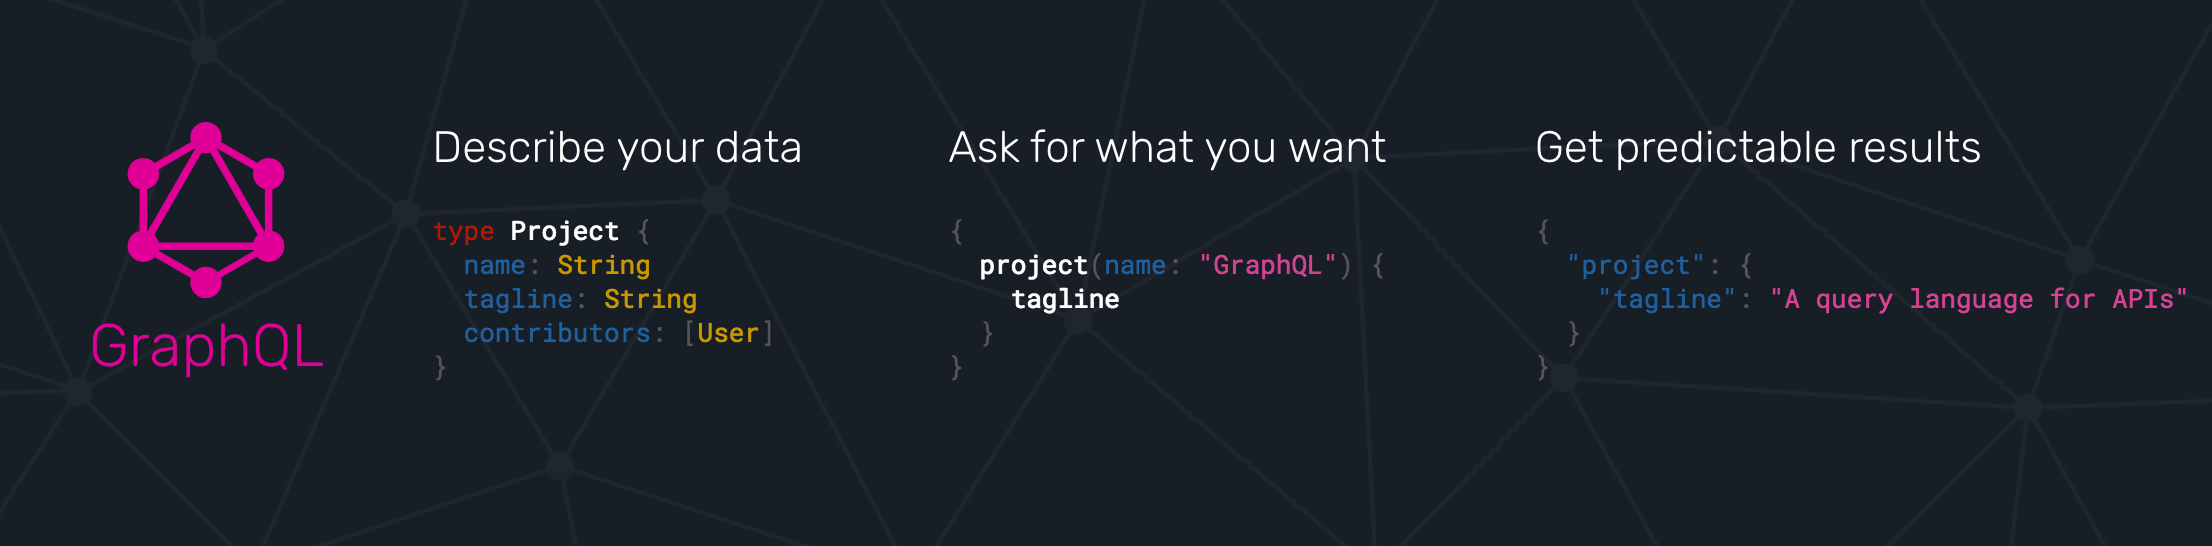 GraphQL
Describe your data
type Project {
  name: String
  tagline: String
  contributors: [User]
}
Ask for what you want
{
  project(name: "GraphQL") {
    tagline
  }
}
Get predictable results
{
  "project": {
    "tagline": "A query language for APIs"
  }
}